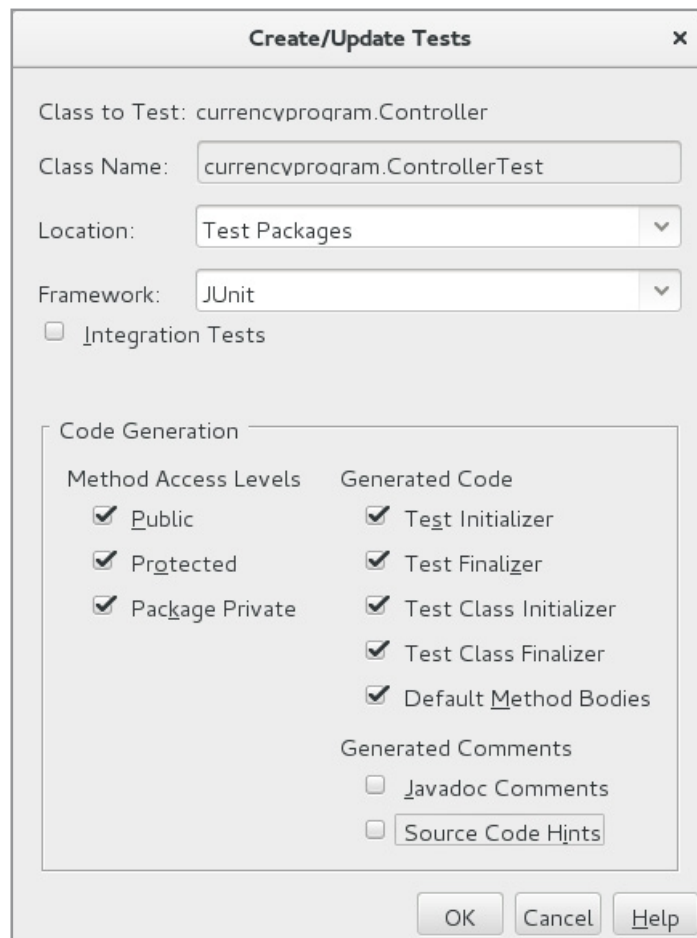 Create/Update Tests
Class to Test: currencyprogram.Controller
Class Name: currencyprogram.ControllerTest
Location: Test Packages
Framework: JUnit
Integration Tests
Code Generation
Method Access Levels
Public
Protected
Package Private
Generated Code
Test Initializer
Test Finalizer
Test Class Initializer
Test Class Finalizer
Default Method Bodies
Generated Comments
Javadoc Comments
Source Code Hints
OK Cancel Help